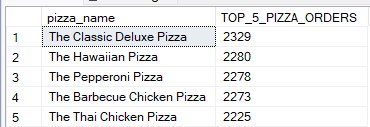 pizza_name TOP_5_PIZZA_ORDERS
1 The Classic Deluxe Pizza 2329
2 The Hawaiian Pizza 2280
3 The Pepperoni Pizza 2278
4 The Barbecue Chicken Pizza 2273
5 The Thai Chicken Pizza 2225